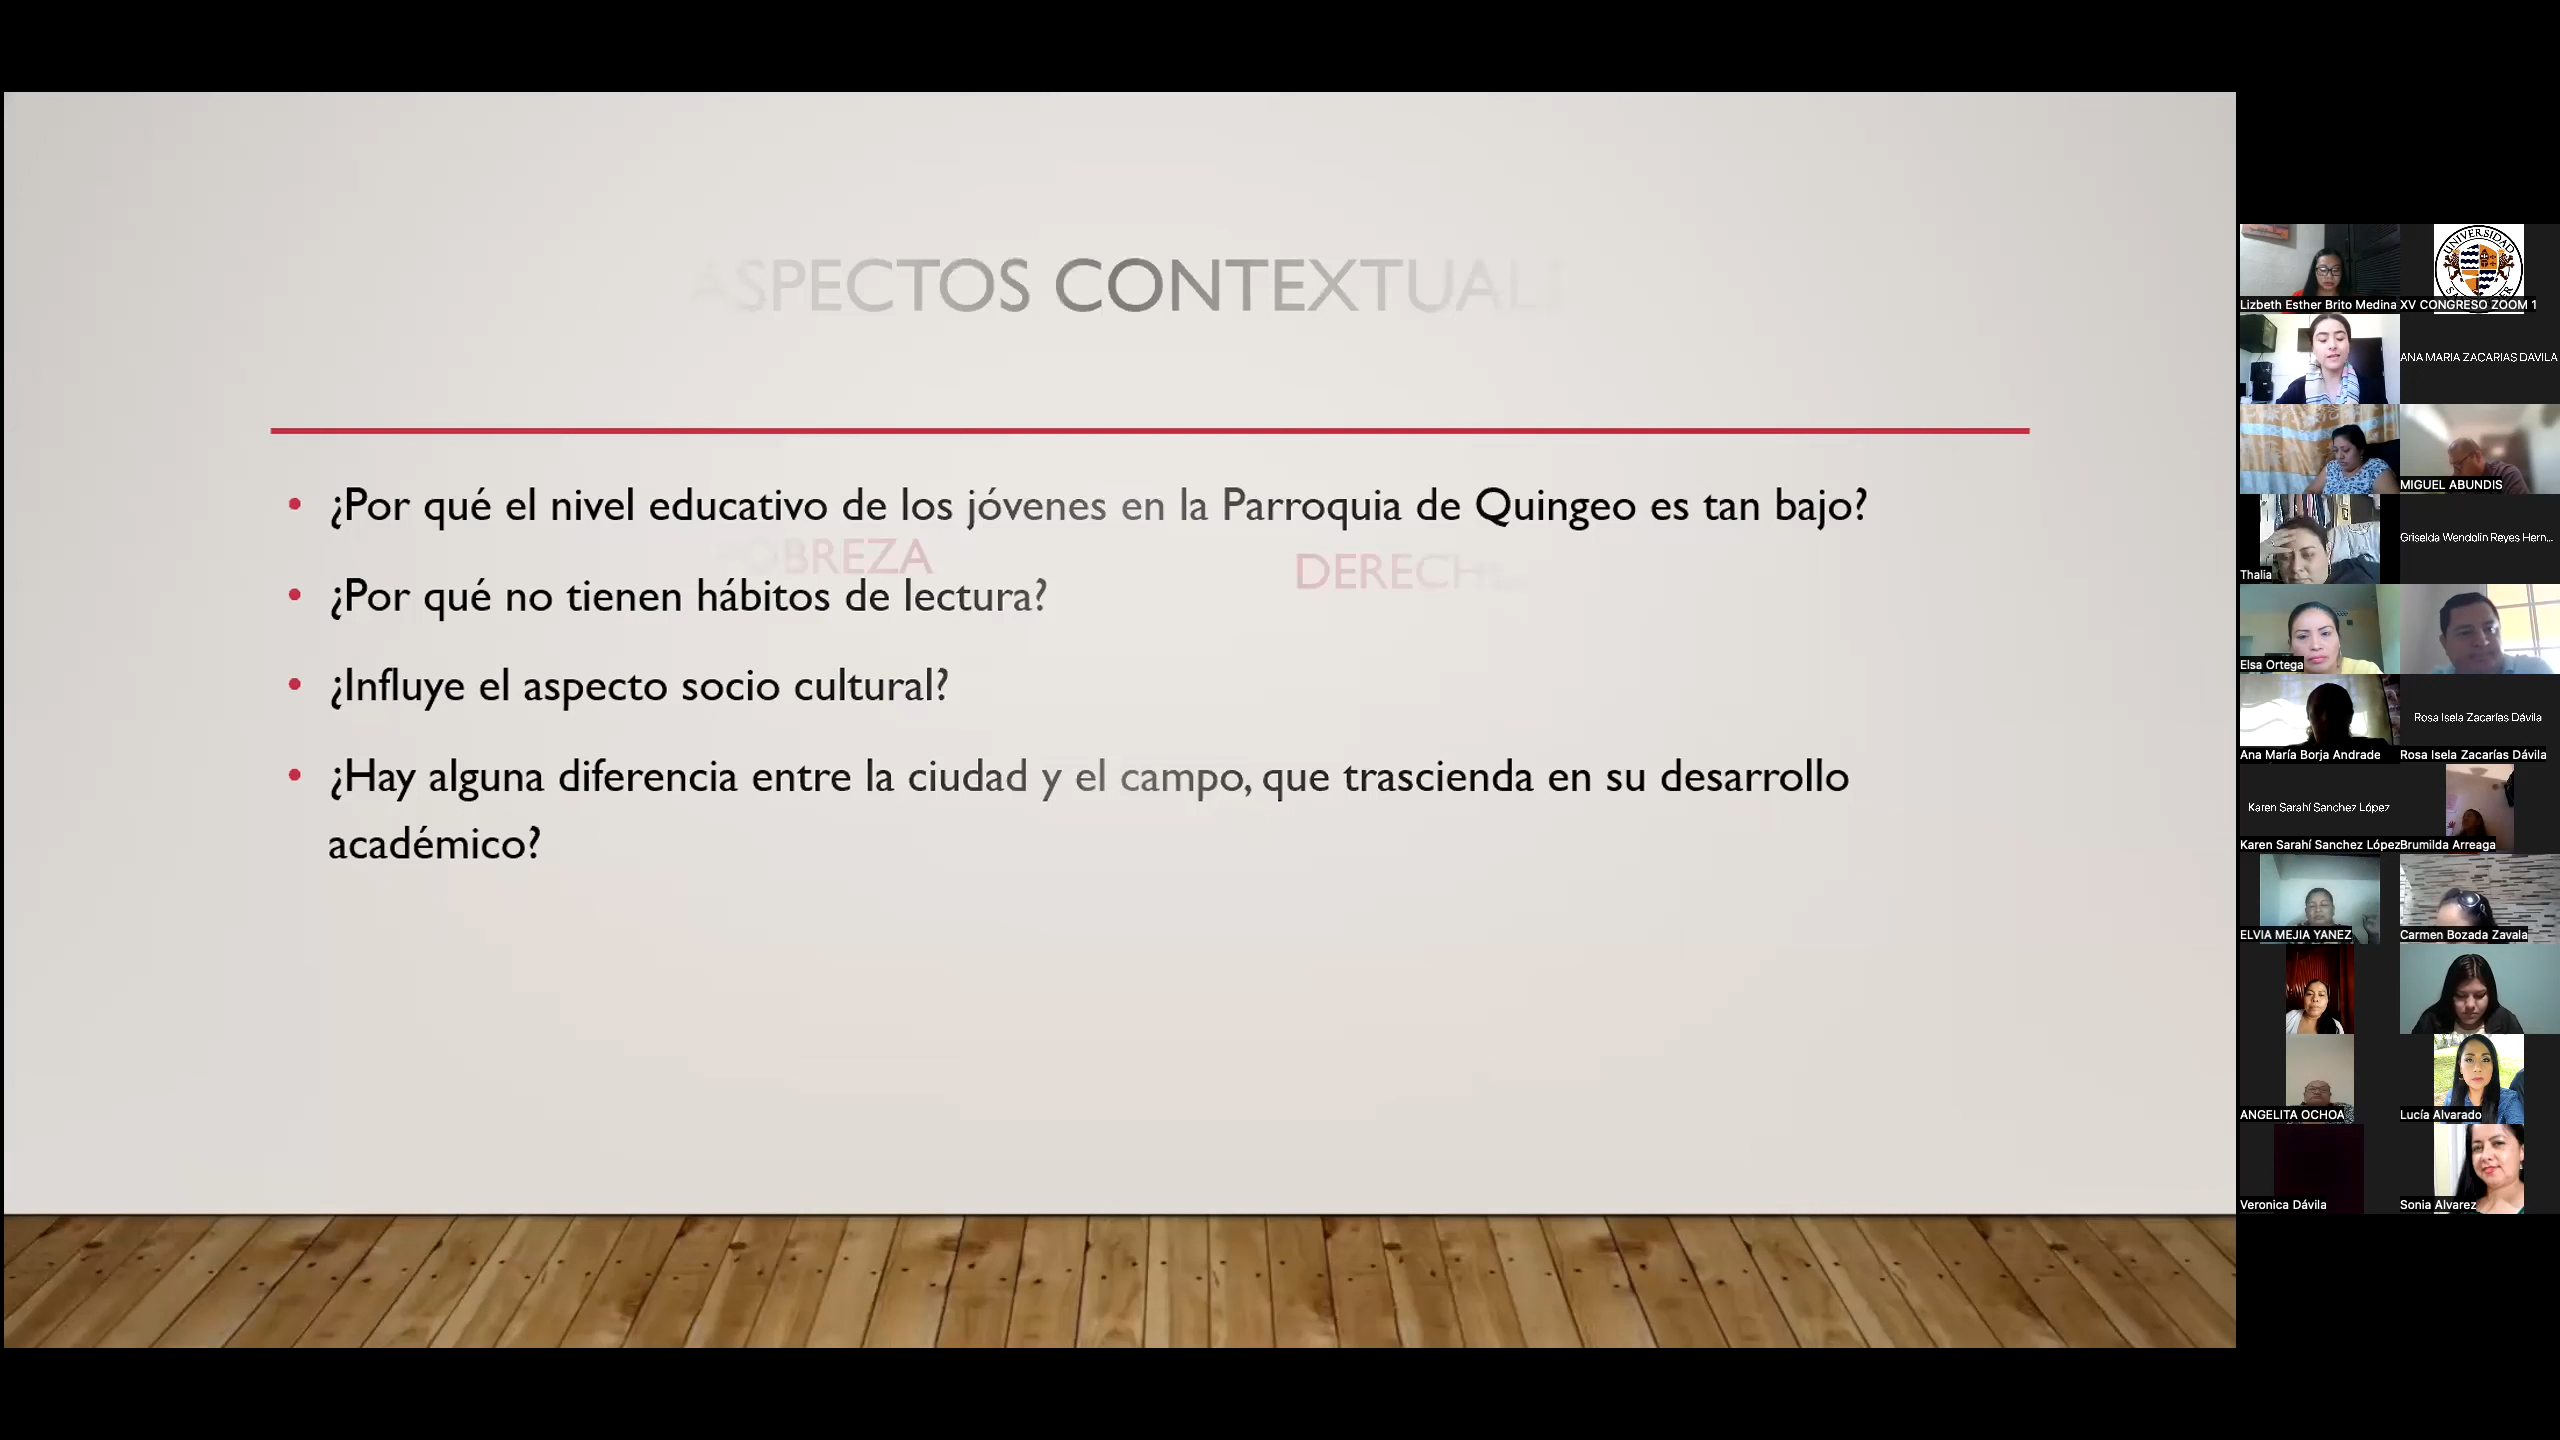 ASPECTOS CONTEXTUAL
¿Por qué el nivel educativo de los jóvenes en la Parroquia de Quingeo es tan bajo?
¿Por qué no tienen hábitos de lectura?
¿Influye el aspecto socio cultural?
¿Hay alguna diferencia entre la ciudad y el campo, que trascienda en su desarrollo
académico?
Lizbeth Esther Brito Medina
UNIVERSIDAD
XV CONGRESO ZOOM 1
ANA MARIA ZACARIAS DAVILA
MIGUEL ABUNDIS
Thalia
Griselda Wendolin Reyes Hern...
Elsa Ortega
Ana María Borja Andrade
Rosa Isela Zacarías Dávila
Rosa Isela Zacarías Dávila
Karen Sarahí Sanchez López
Karen Sarahí Sanchez López
Brumilda Arreaga
ELVIA MEJIA YANEZ
Carmen Bozada Zavala
ANGELITA OCHOA
Lucía Alvarado
Veronica Dávila
Sonia Alvarez